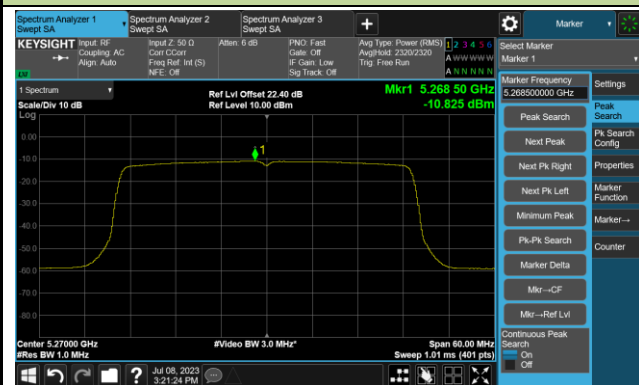 Spectrum Analyzer 1
Swept SA
Spectrum Analyzer 2
Swept SA
Spectrum Analyzer 3
Swept SA
+
Marker
KEYSIGHT
Input: RF
Coupling: AC
Align: Auto
Input Z: 50 Ω
Corr CCorr
Freq Ref: Int (S)
NFE: Off
Atten: 6 dB
PNO: Fast
Gate: Off
IF Gain: Low
Sig Track: Off
Avg Type: Power (RMS)
Avg|Hold: 2320/2320
Trig: Free Run
1 2 3 4 5 6
A W W W W W
A N N N N N
Select Marker
Marker 1
1 Spectrum
Scale/Div 10 dB
Log
Ref Lvl Offset 22.40 dB
Ref Level 10.00 dBm
Mkr1 5.268 50 GHz
-10.825 dBm
1
0.00
-10.0
-20.0
-30.0
-40.0
-50.0
-60.0
-70.0
-80.0
Center 5.27000 GHz
#Res BW 1.0 MHz
#Video BW 3.0 MHz*
Span 60.00 MHz
Sweep 1.01 ms (401 pts)
Marker Frequency
5.268500000 GHz
Peak Search
Next Peak
Next Pk Right
Next Pk Left
Minimum Peak
Pk-Pk Search
Marker Delta
Mkr→CF
Mkr→Ref Lvl
Continuous Peak
Search
On
Off
Settings
Peak
Search
Pk Search
Config
Properties
Marker
Function
Marker→
Counter
?
Jul 08, 2023
3:21:24 PM